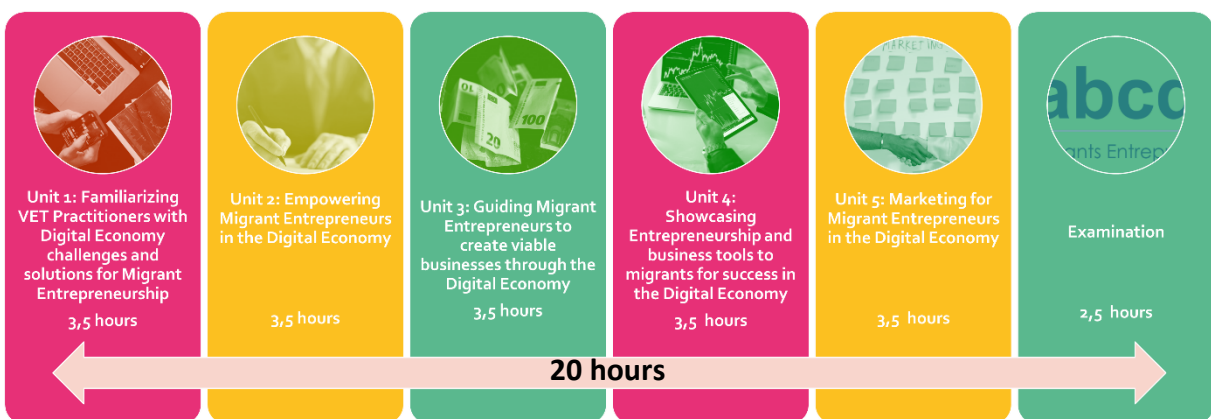 Unit 1: Familiarizing
VET Practitioners with
Digital Economy
challenges and
solutions for Migrant
Entrepreneurship
3,5 hours
Unit 2: Empowering
Migrant Entrepreneurs
in the Digital Economy
3,5 hours
Unit 3: Guiding Migrant
Entrepreneurs to
create viable
businesses through the
Digital Economy
3,5 hours
Unit 4:
Showcasing
Entrepreneurship and
business tools to
migrants for success in
the Digital Economy
3,5 hours
MARKETING
Unit 5: Marketing for
Migrant Entrepreneurs
in the Digital Economy
3,5 hours
abcd
ants Entrep
Examination
2,5 hours
20 hours